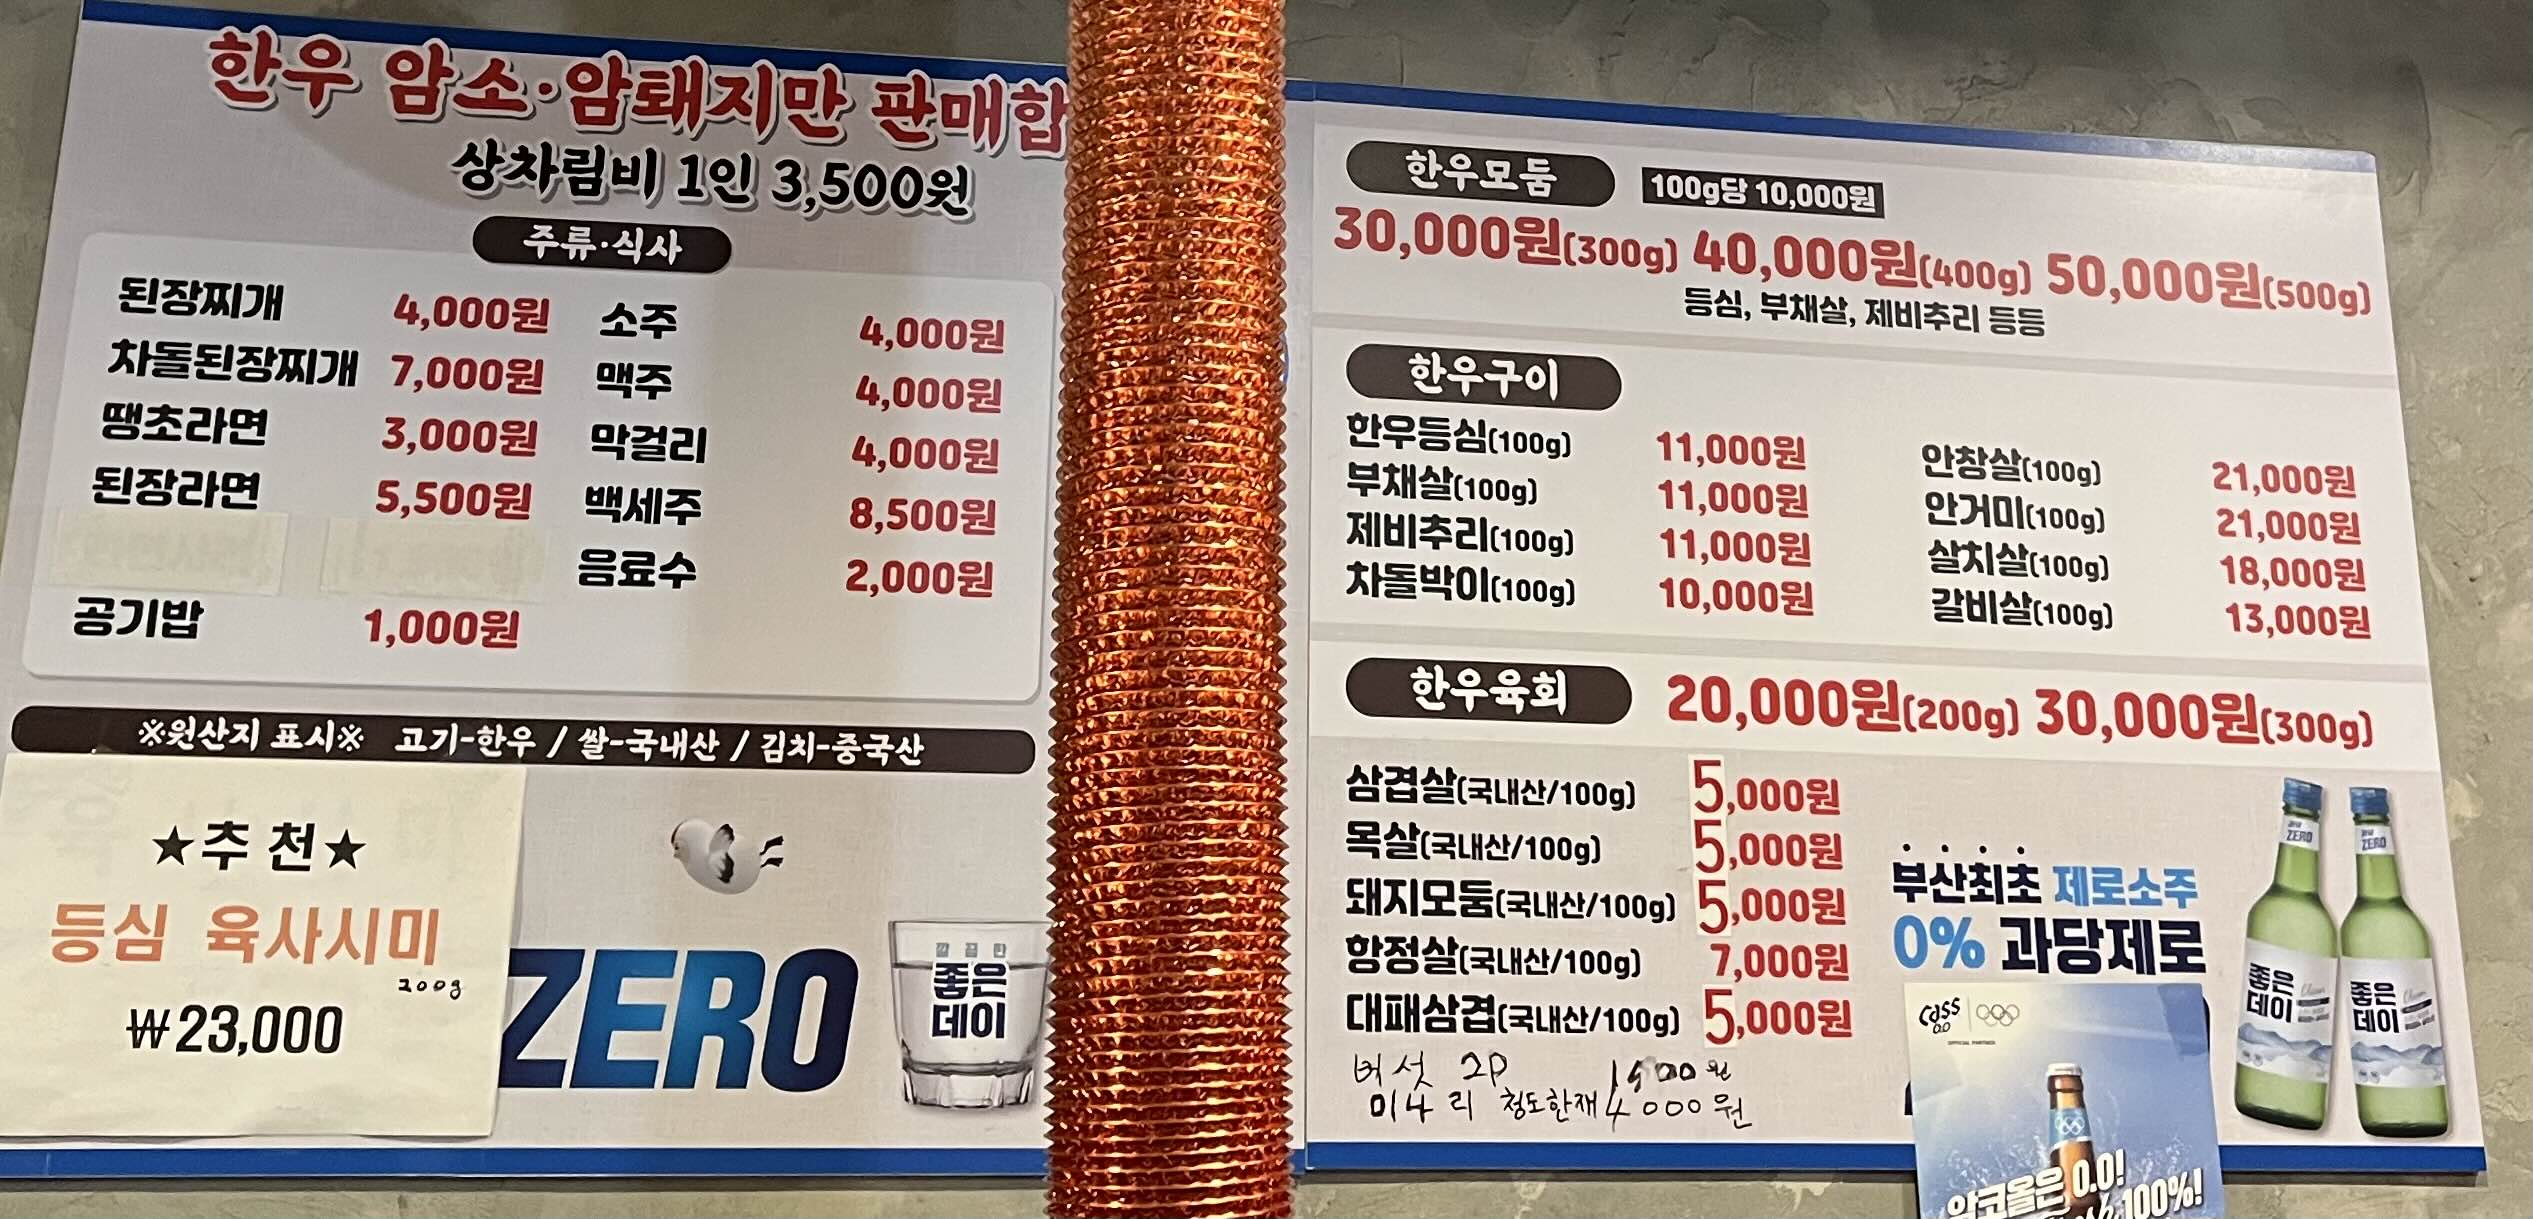 한우 암소·암퇘지만 판매합
상차림비 1인 3,500원
주류·식사
된장찌개 4,000원
차돌된장찌개 7,000원
땡초라면 3,000원
된장라면 5,500원
공기밥 1,000원
소주 4,000원
맥주 4,000원
막걸리 4,000원
백세주 8,500원
음료수 2,000원
※원산지 표시※ 고기-한우 / 쌀-국내산 / 김치-중국산
★추천★
등심 육사시미
200g
₩23,000
ZERO
깔끔한
좋은
데이
한우모둠 100g당 10,000원
30,000원(300g) 40,000원(400g) 50,000원(500g)
등심, 부채살, 제비추리 등등
한우구이
한우등심(100g) 11,000원
부채살(100g) 11,000원
제비추리(100g) 11,000원
차돌박이(100g) 10,000원
안창살(100g) 21,000원
안거미(100g) 21,000원
살치살(100g) 18,000원
갈비살(100g) 13,000원
한우육회 20,000원(200g) 30,000원(300g)
삼겹살(국내산/100g) 5,000원
목살(국내산/100g) 5,000원
돼지모둠(국내산/100g) 5,000원
항정살(국내산/100g) 7,000원
대패삼겹(국내산/100g) 5,000원
버섯 2P 원
미나리 청도한재 4000원
부산최초 제로소주
0% 과당제로
ZERO
좋은
데이
ZERO
좋은
데이
Cass
0.0
OFFICIAL PARTNER
알코올은 0.0!
100%!